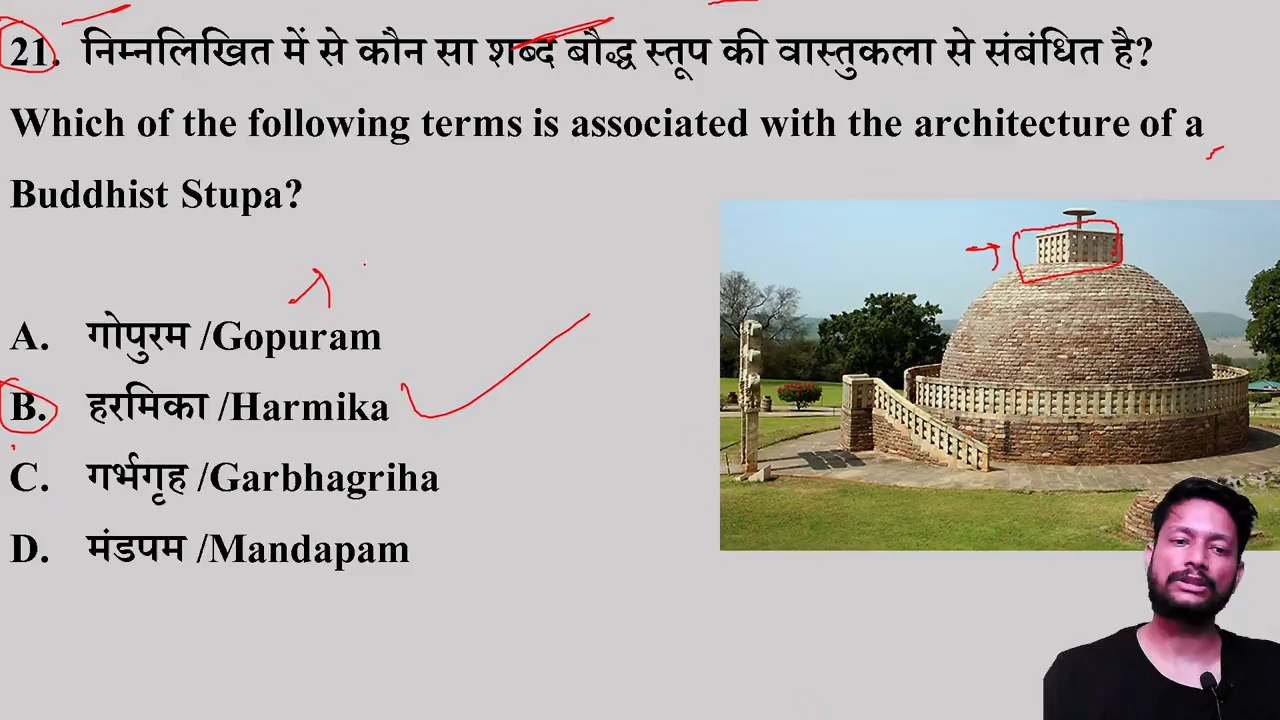 21. निम्नलिखित में से कौन सा शब्द बौद्ध स्तूप की वास्तुकला से संबंधित है?
Which of the following terms is associated with the architecture of a
Buddhist Stupa?
A. गोपुरम /Gopuram
B. हरमिका /Harmika
C. गर्भगृह /Garbhagriha
D. मंडपम /Mandapam